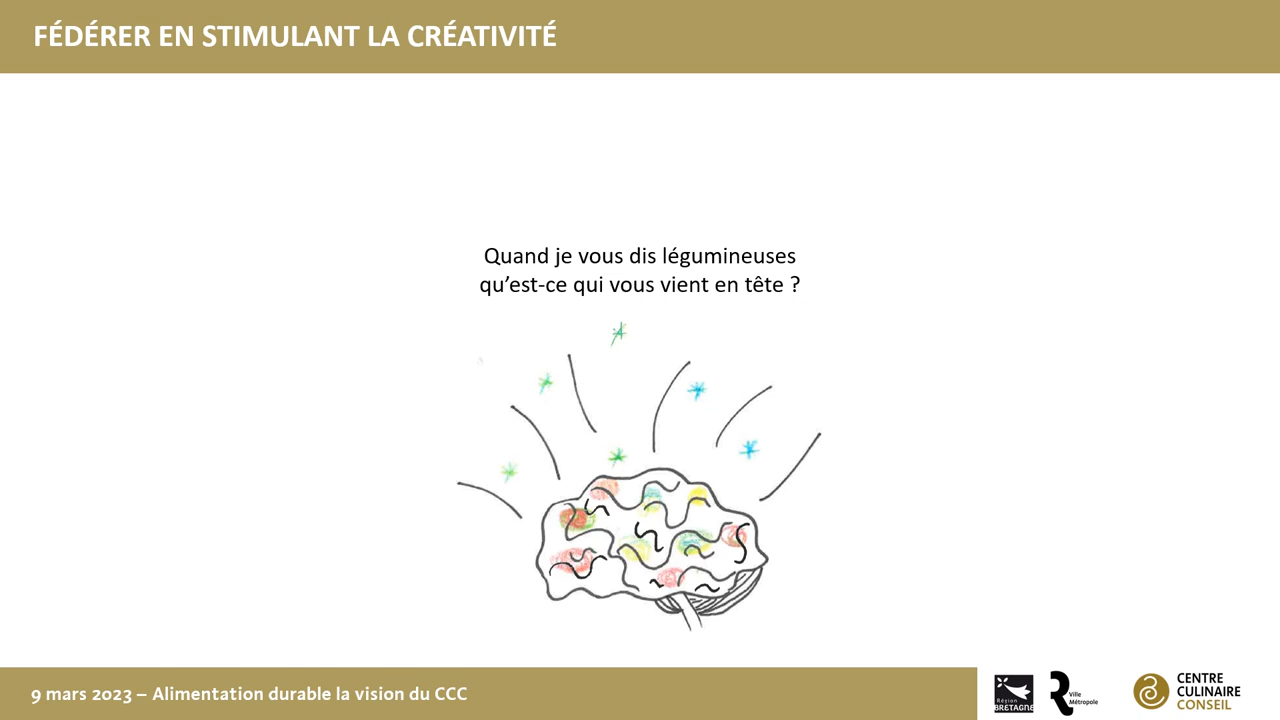 FÉDÉRER EN STIMULANT LA CRÉATIVITÉ
Quand je vous dis légumineuses
qu’est-ce qui vous vient en tête ?
9 mars 2023 – Alimentation durable la vision du CCC
Région
BRETAGNE
R
Ville
Métropole
CENTRE
CULINAIRE
CONSEIL